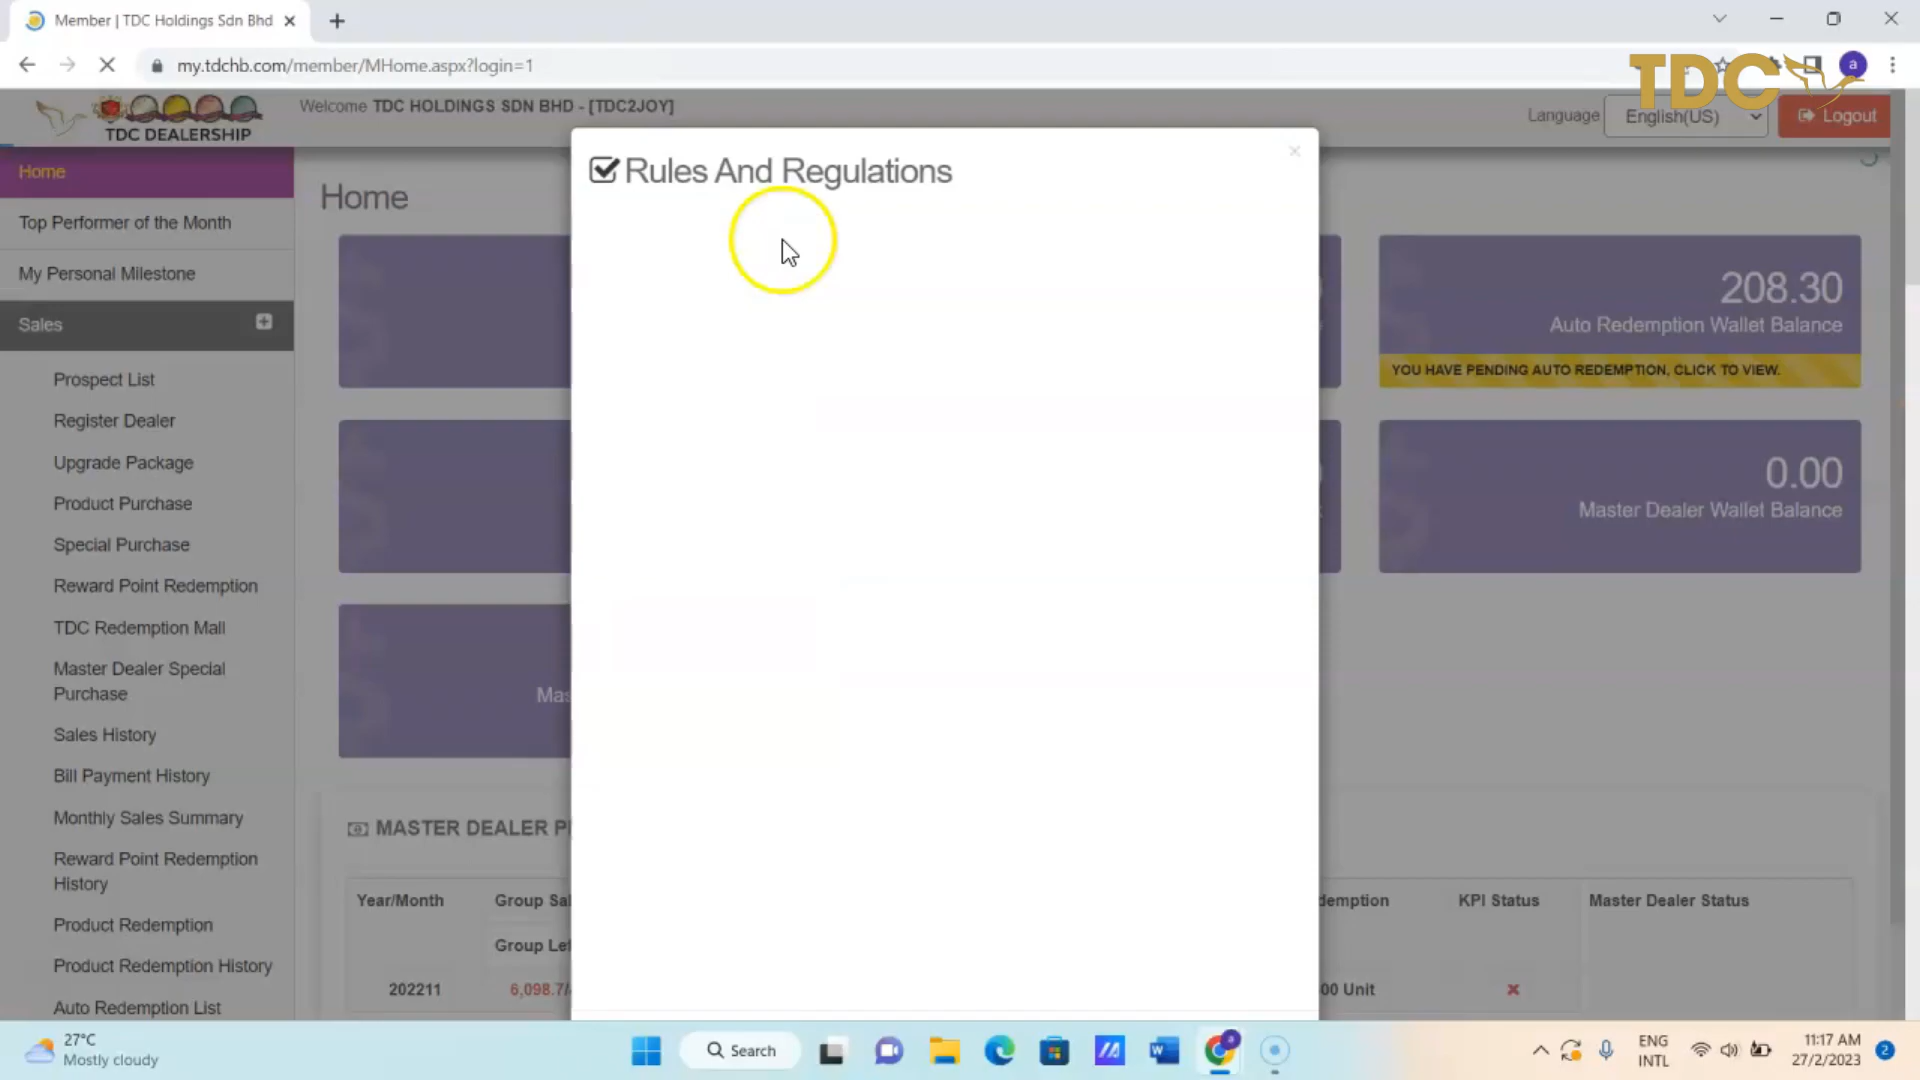 Member | TDC Holdings Sdn Bhd
my.tdchb.com/member/MHome.aspx?login=1
TDC
TDC DEALERSHIP
Welcome TDC HOLDINGS SDN BHD - [TDC2JOY]
Language English(US) Logout
Home
Top Performer of the Month
My Personal Milestone
Sales
Prospect List
Register Dealer
Upgrade Package
Product Purchase
Special Purchase
Reward Point Redemption
TDC Redemption Mall
Master Dealer Special
Purchase
Sales History
Bill Payment History
Monthly Sales Summary
Reward Point Redemption
History
Product Redemption
Product Redemption History
Auto Redemption List
Home
Rules And Regulations
208.30
Auto Redemption Wallet Balance
YOU HAVE PENDING AUTO REDEMPTION, CLICK TO VIEW.
0.00
Master Dealer Wallet Balance
MASTER DEALER
Year/Month Group KPI Status Master Dealer Status
Group
202211 6,098.7/ Unit
27°C
Mostly cloudy
Search
ENG
INTL
11:17 AM
27/2/2023
2